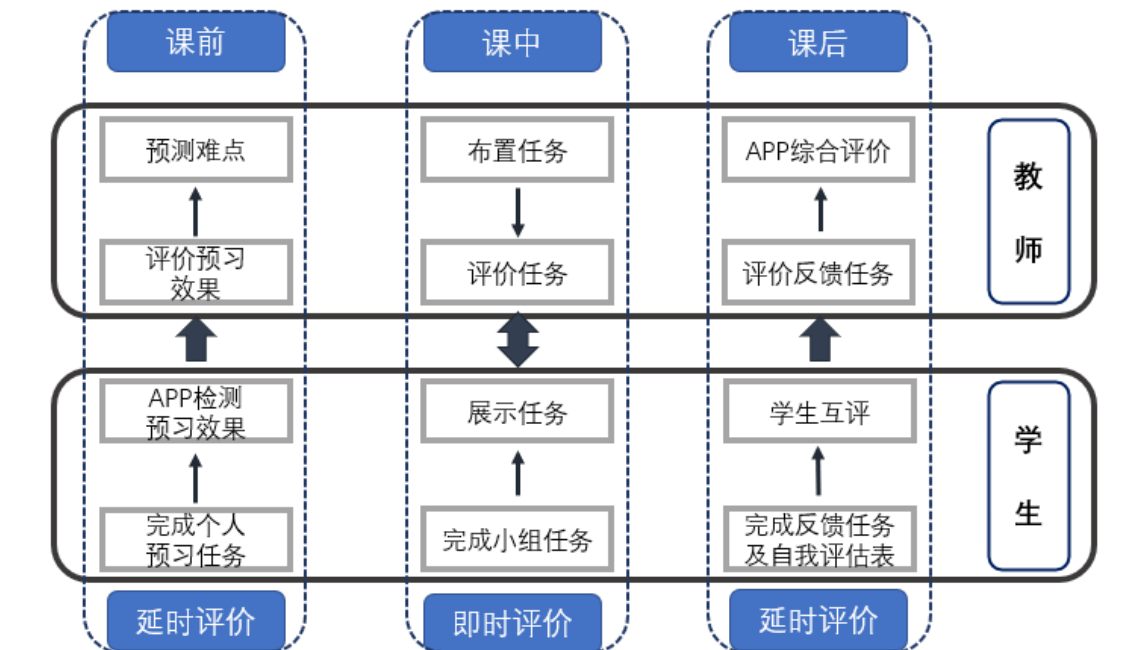 课前
课中
课后
预测难点
布置任务
APP综合评价
教
师
评价预习
效果
评价任务
评价反馈任务
APP检测
预习效果
展示任务
学生互评
学
生
完成个人
预习任务
完成小组任务
完成反馈任务
及自我评估表
延时评价
即时评价
延时评价